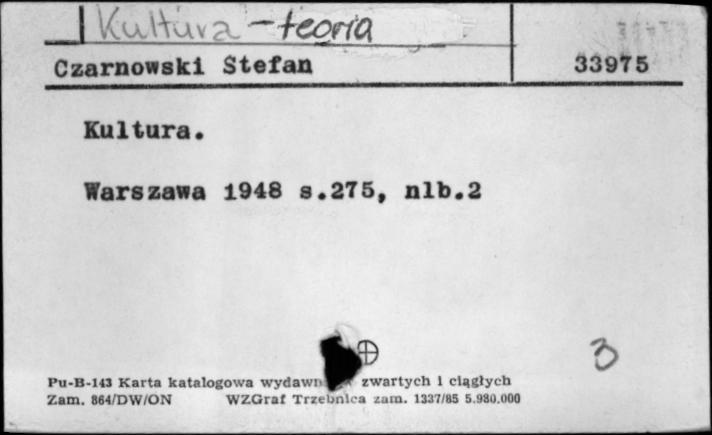 Kultura - teoria
Czarnowski Stefan 33975
Kultura.
Warszawa 1948 s.275, nlb.2
3
Pu-B-143 Karta katalogowa wydawn zwartych i ciągłych
Zam. 864/DW/ON WZGraf Trzebnica zam. 1337/85 5.980.000